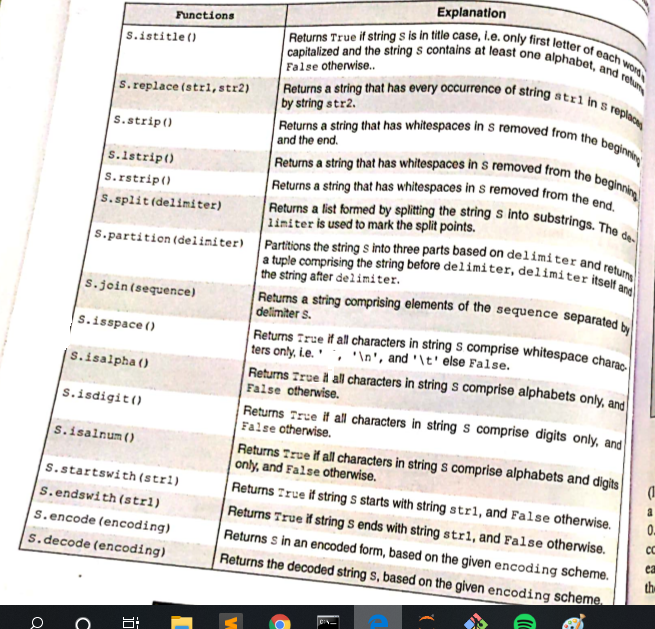 Functions
Explanation
S.istitle()
Returns True if string S is in title case, i.e. only first letter of each word
capitalized and the string S contains at least one alphabet, and returns
False otherwise..
S.replace(str1,str2)
Returns a string that has every occurrence of string str1 in S replaced
by string str2.
S.strip()
Returns a string that has whitespaces in S removed from the beginning
and the end.
S.lstrip()
Returns a string that has whitespaces in S removed from the beginning
S.rstrip()
Returns a string that has whitespaces in S removed from the end.
S.split(delimiter)
Returns a list formed by splitting the string S into substrings. The de-
limiter is used to mark the split points.
S.partition(delimiter)
Partitions the string S into three parts based on delimiter and returns
a tuple comprising the string before delimiter, delimiter itself and
the string after delimiter.
S.join(sequence)
Returns a string comprising elements of the sequence separated by
delimiter S.
S.isspace()
Returns True if all characters in string S comprise whitespace charac-
ters only, i.e. ' ', '\n', and '\t' else False.
S.isalpha()
Returns True if all characters in string S comprise alphabets only, and
False otherwise.
S.isdigit()
Returns True if all characters in string S comprise digits only, and
False otherwise.
S.isalnum()
Returns True if all characters in string S comprise alphabets and digits
only, and False otherwise.
S.startswith(str1)
Returns True if string S starts with string str1, and False otherwise.
S.endswith(str1)
Returns True if string S ends with string str1, and False otherwise.
S.encode(encoding)
Returns S in an encoded form, based on the given encoding scheme.
S.decode(encoding)
Returns the decoded string S, based on the given encoding scheme.